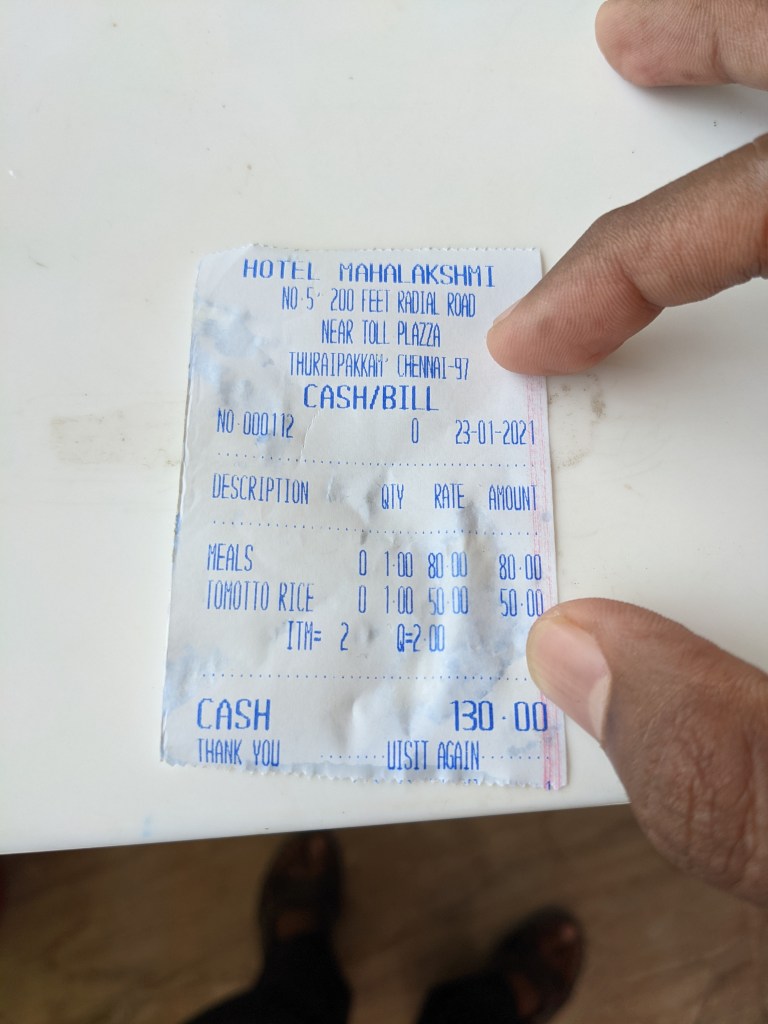 HOTEL MAHALAKSHMI
NO.5' 200 FEET RADIAL ROAD
NEAR TOLL PLAZZA
THURAIPAKKAM' CHENNAI-97
CASH/BILL
NO.000112 0 23-01-2021
DESCRIPTION QTY RATE AMOUNT
MEALS 0 1.00 80.00 80.00
TOMOTTO RICE 0 1.00 50.00 50.00
ITM= 2 Q=2.00
CASH 130.00
THANK YOU ........UISIT AGAIN.......